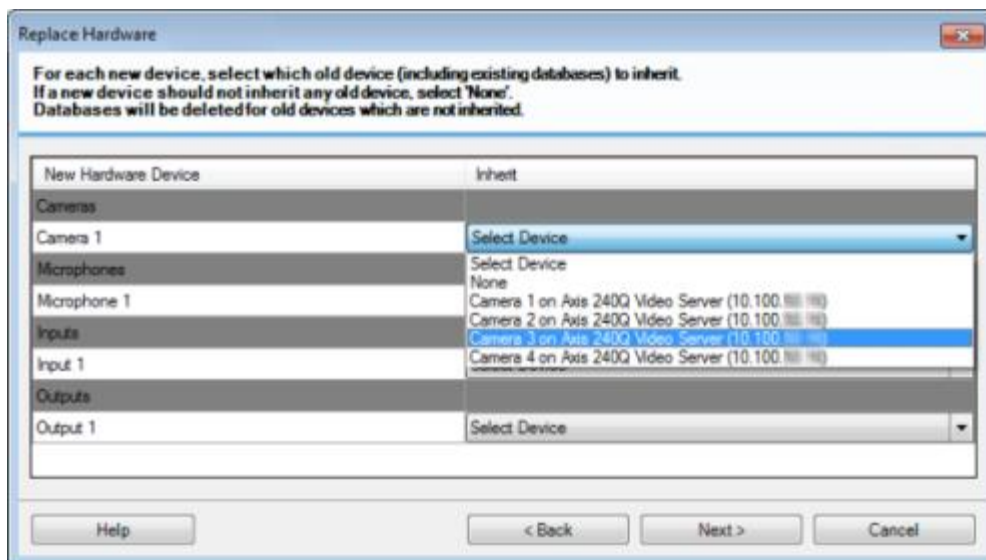 Replace Hardware
For each new device, select which old device (including existing databases) to inherit.
If a new device should not inherit any old device, select 'None'.
Databases will be deleted for old devices which are not inherited.
New Hardware Device Inherit
Cameras
Camera 1 Select Device
Select Device
Microphones
None
Microphone 1 Camera 1 on Axis 240Q Video Server (10.100.
Camera 2 on Axis 240Q Video Server (10.100.
Inputs Camera 3 on Axis 240Q Video Server (10.100.
Input 1 Camera 4 on Axis 240Q Video Server (10.100.
Select Device
Outputs
Output 1 Select Device
Help < Back Next > Cancel